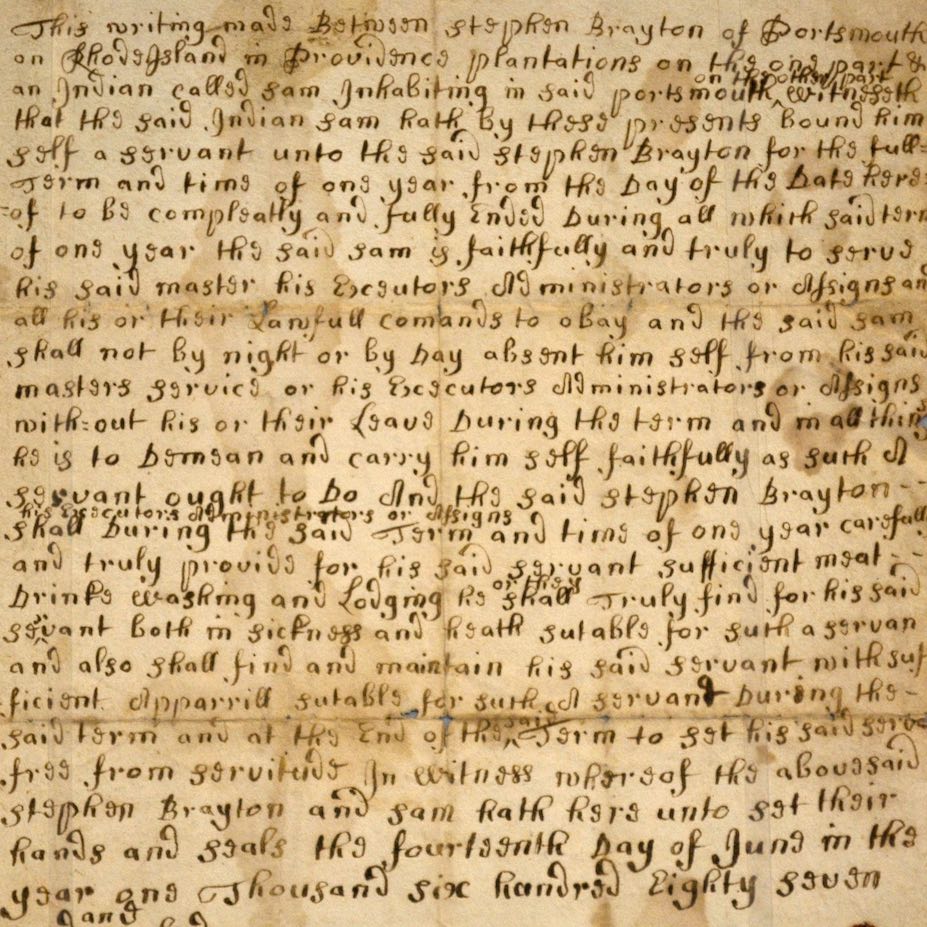 This writing made Between stephen Brayton of Portsmouth
on RhodeIsland in Providence plantations on the one part &
on the other part
an Indian called sam Inhabiting in said portsmouth witneseth
that the said Indian sam hath by these presents bound him
self a servant unto the said stephen Brayton for the full=
Term and time of one year from the Day of the Date here=
=of to be compleatly and fully Ended During all which said term
of one year the said sam is faithfully and truly to serve
his said master his Executors Administrators or Assigns an
all his or their Lawfull comands to obay and the said sam
shall not by night or by Day absent him self from his said
masters service or his Excecutors Administrators or Assigns
with=out his or their Leave During the term and in all things
he is to Demean and carry him self faithfully as such A
servant ought to Do And the said stephen Brayton--
his Excecutors Administrators or Assigns
shall During the said Term and time of one year carefull
and truly provide for his said servant sufficient meat--
or they
Drinke washing and Lodging he shall Truly find for his said
servant both in sickness and heath sutable for such a servan
and also shall find and maintain his said servant with suf
ficient Apparrill sutable for such A servant During the-
said
said term and at the End of the Term to set his said serva
free from servitude In witness whereof the abovesaid
stephen Brayton and sam hath here unto set their
hands and seals the fourteenth Day of June in the
year one Thousand six hundred Eighty seven